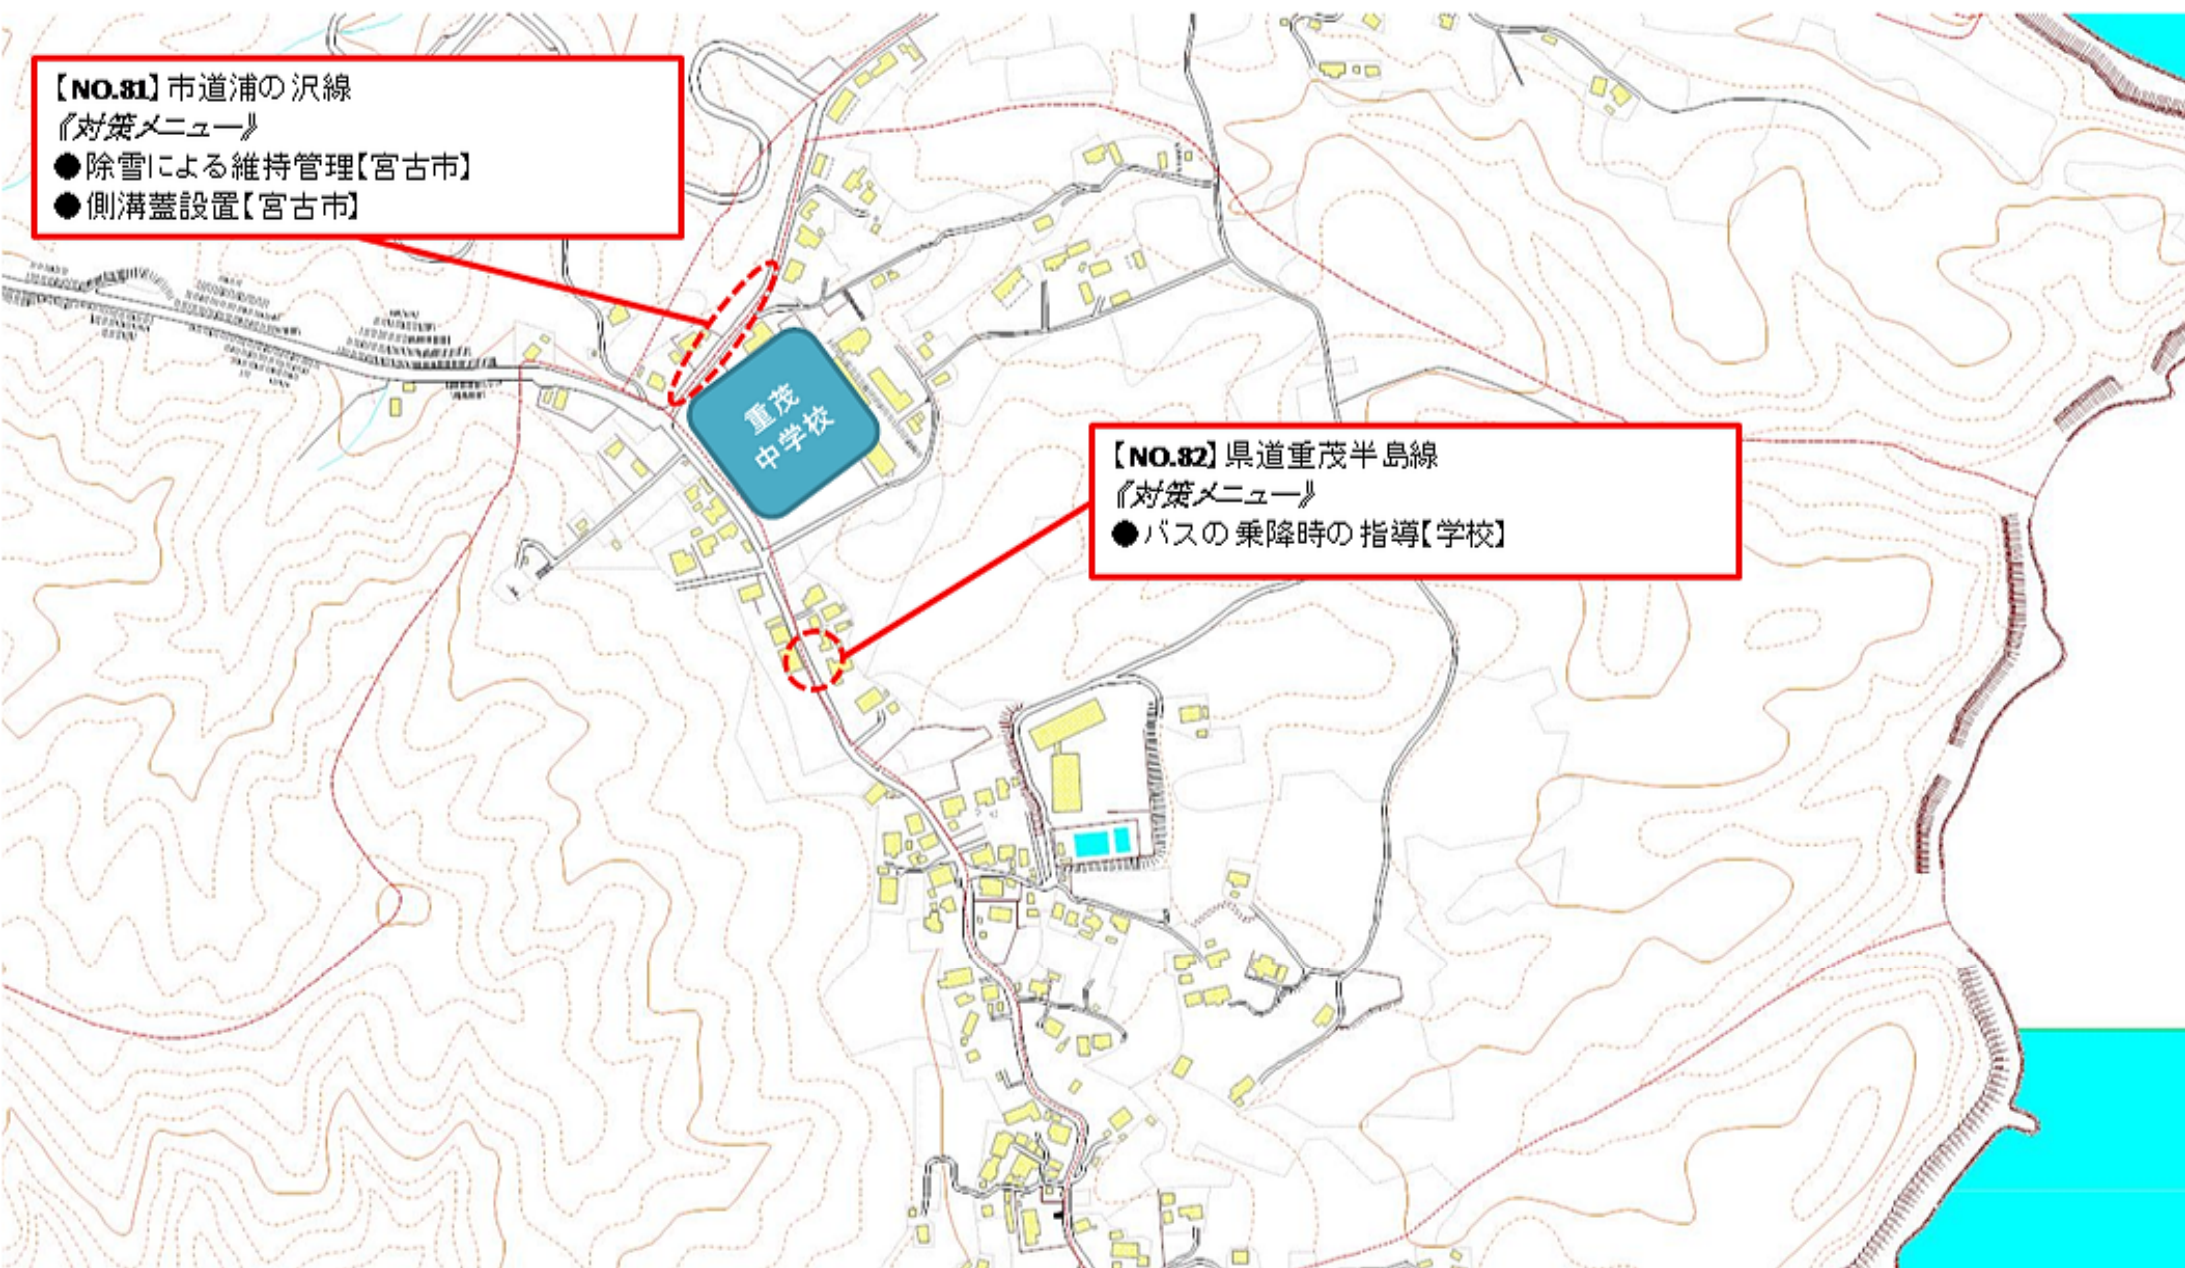 【NO.81】市道浦の沢線
《対策メニュー》
●除雪による維持管理【宮古市】
●側溝蓋設置【宮古市】
重茂
中学校
【NO.82】県道重茂半島線
《対策メニュー》
●バスの乗降時の指導【学校】